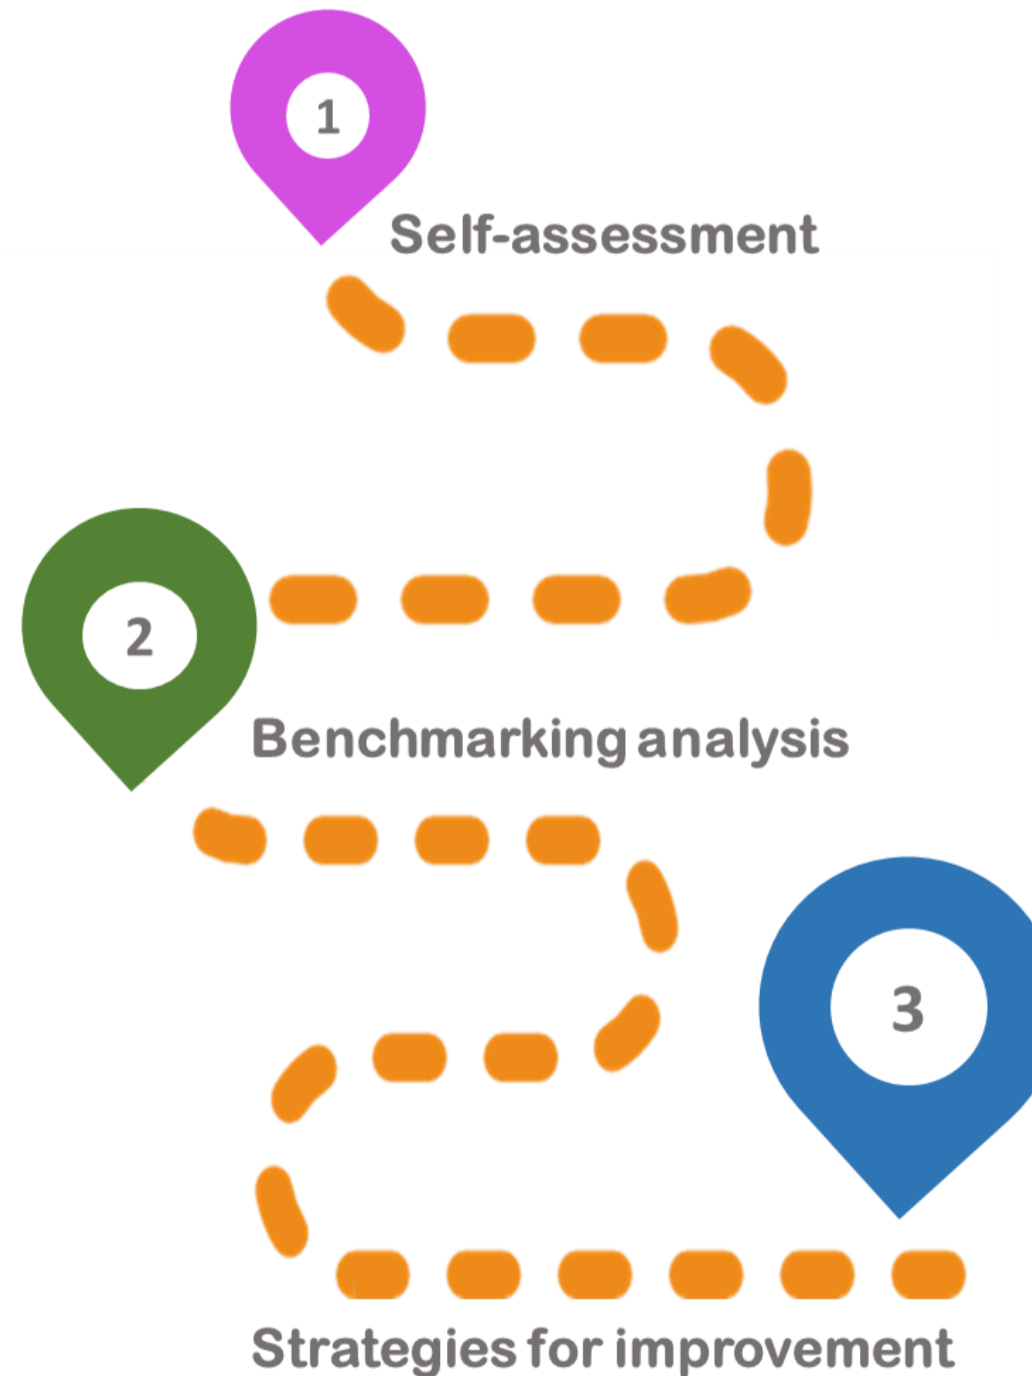 1
Self-assessment
2
Benchmarking analysis
3
Strategies for improvement